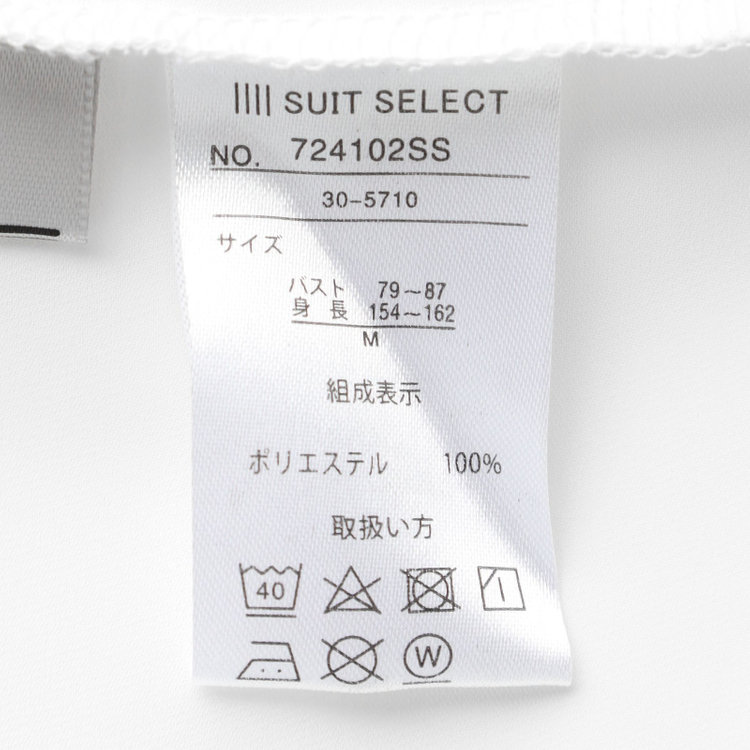 SUIT SELECT
NO. 724102SS
30-5710
サイズ
バスト 79～87
身長 154～162
M
組成表示
ポリエステル 100%
取扱い方
40
W